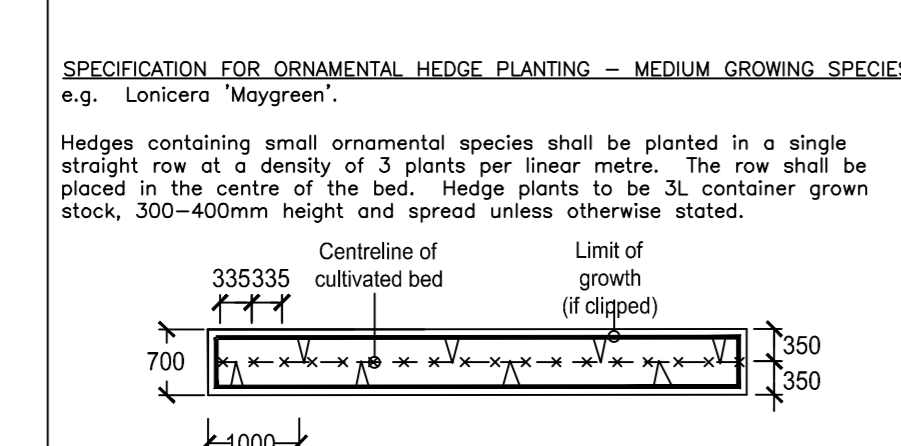 SPECIFICATION FOR ORNAMENTAL HEDGE PLANTING – MEDIUM GROWING SPECIES
e.g. Lonicera 'Maygreen'.
Hedges containing small ornamental species shall be planted in a single
straight row at a density of 3 plants per linear metre. The row shall be
placed in the centre of the bed. Hedge plants to be 3L container grown
stock, 300–400mm height and spread unless otherwise stated.
Centreline of
cultivated bed
Limit of
growth
(if clipped)
335 335
700
350
350
1000